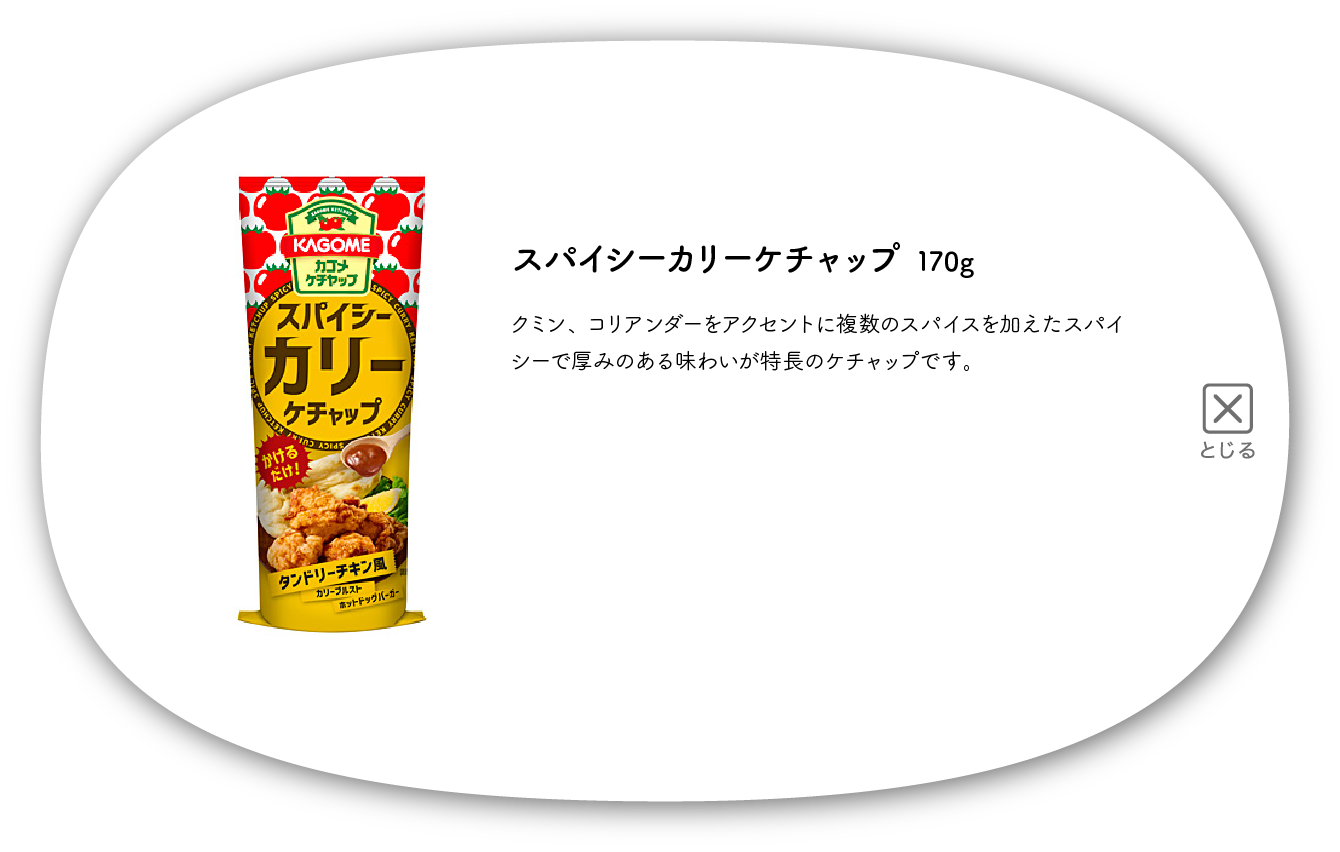 KAGOME
カゴメ
ケチャップ
スパイシー
カリー
ケチャップ
かける
だけ!
タンドリーチキン風
カリーブルスト
ホットドッグ バーガー
スパイシーカリーケチャップ 170g
クミン、コリアンダーをアクセントに複数のスパイスを加えたスパイ
シーで厚みのある味わいが特長のケチャップです。
とじる